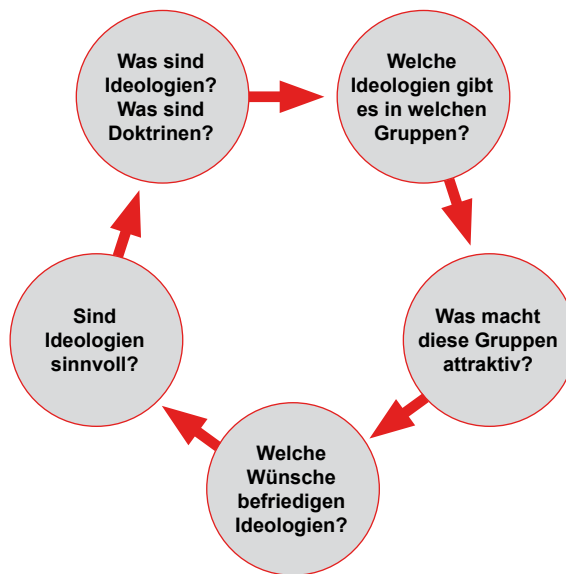 Was sind
Ideologien?
Was sind
Doktrinen?
Welche
Ideologien gibt
es in welchen
Gruppen?
Was macht
diese Gruppen
attraktiv?
Welche
Wünsche
befriedigen
Ideologien?
Sind
Ideologien
sinnvoll?